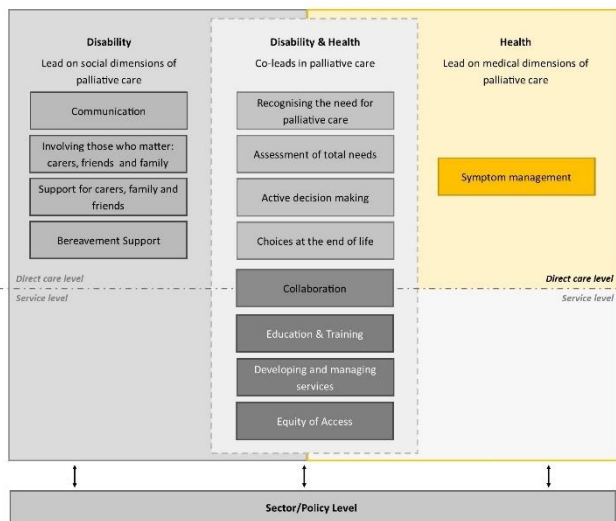 Disability
Lead on social dimensions of
palliative care
Communication
Involving those who matter:
carers, friends and family
Support for carers, family and
friends
Bereavement Support
Direct care level
Service level
Disability & Health
Co-leads in palliative care
Recognising the need for
palliative care
Assessment of total needs
Active decision making
Choices at the end of life
Collaboration
Education & Training
Developing and managing
services
Equity of Access
Health
Lead on medical dimensions of
palliative care
Symptom management
Direct care level
Service level
Sector/Policy Level